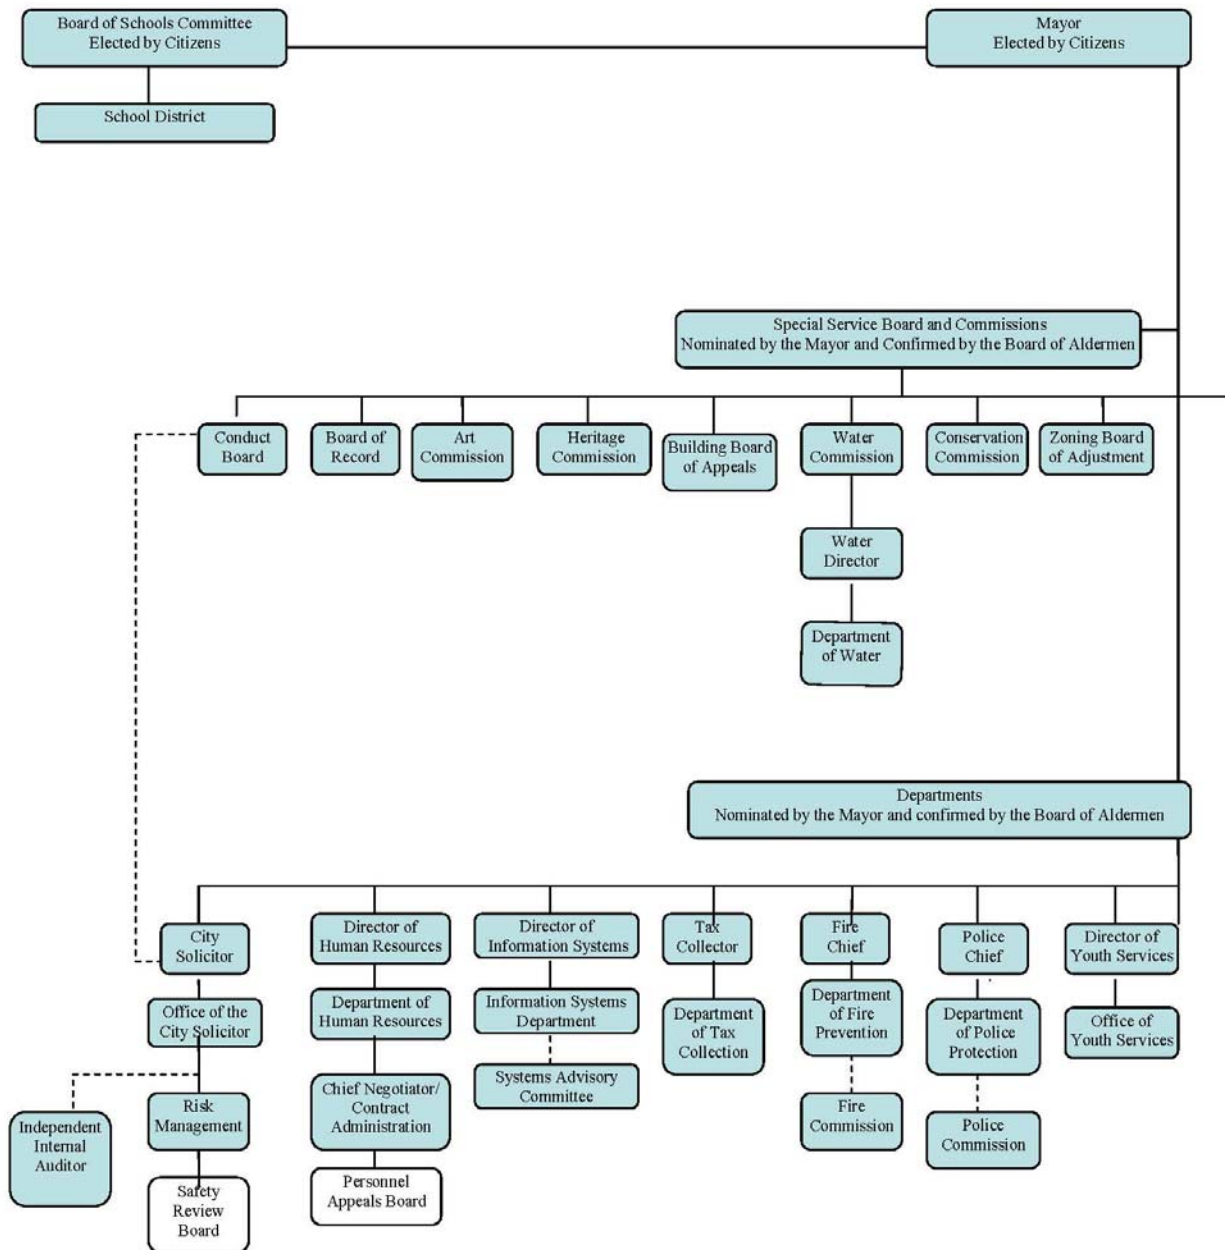 Board of Schools Committee
Elected by Citizens
Mayor
Elected by Citizens
School District
Special Service Board and Commissions
Nominated by the Mayor and Confirmed by the Board of Aldermen
Conduct
Board
Board of
Record
Art
Commission
Heritage
Commission
Building Board
of Appeals
Water
Commission
Conservation
Commission
Zoning Board
of Adjustment
Water
Director
Department
of Water
Departments
Nominated by the Mayor and confirmed by the Board of Aldermen
City
Solicitor
Director of
Human Resources
Director of
Information Systems
Tax
Collector
Fire
Chief
Police
Chief
Director of
Youth Services
Office of the
City Solicitor
Department of
Human Resources
Information Systems
Department
Department
of Tax
Collection
Department
of Fire
Prevention
Department
of Police
Protection
Office of
Youth Services
Independent
Internal
Auditor
Risk
Management
Chief Negotiator/
Contract
Administration
Systems Advisory
Committee
Fire
Commission
Police
Commission
Safety
Review
Board
Personnel
Appeals Board